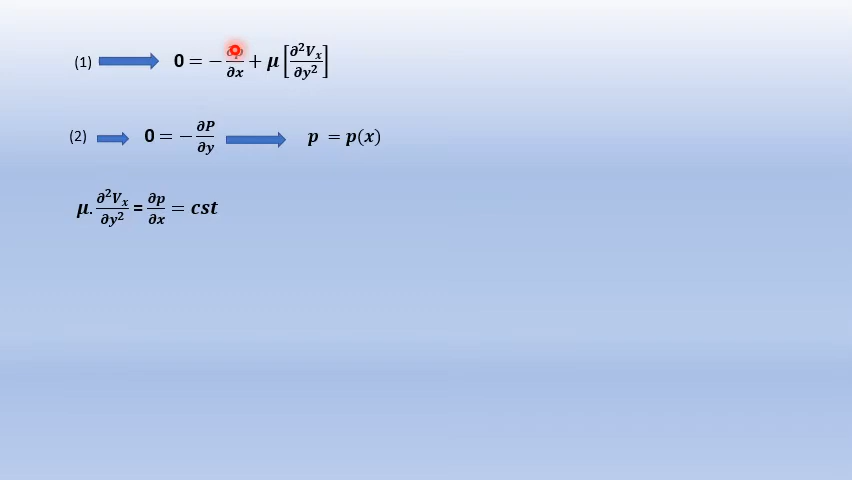 (1) 0 = − ∂p/∂x + μ [∂²Vₓ/∂y²]
(2) 0 = − ∂P/∂y p = p(x)
μ. ∂²Vₓ/∂y² = ∂p/∂x = cst